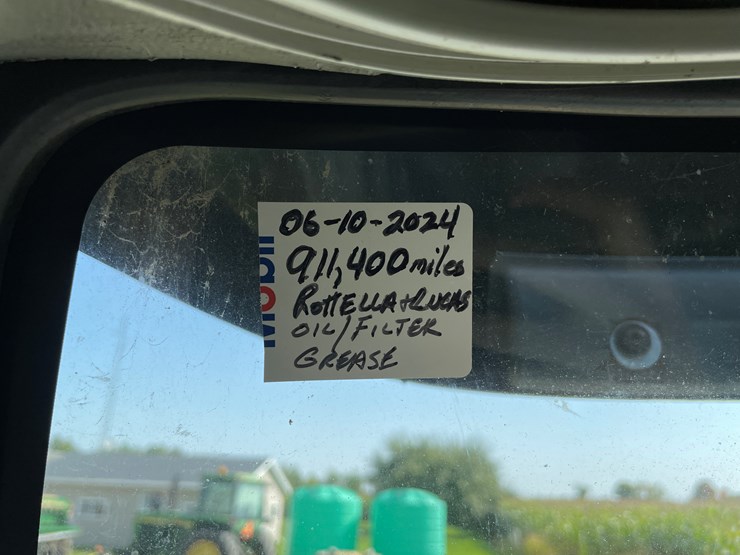 Mobil
06-10-2024
911,400 miles
ROTTELLA & LUCAS
OIL/FILTER
GREASE